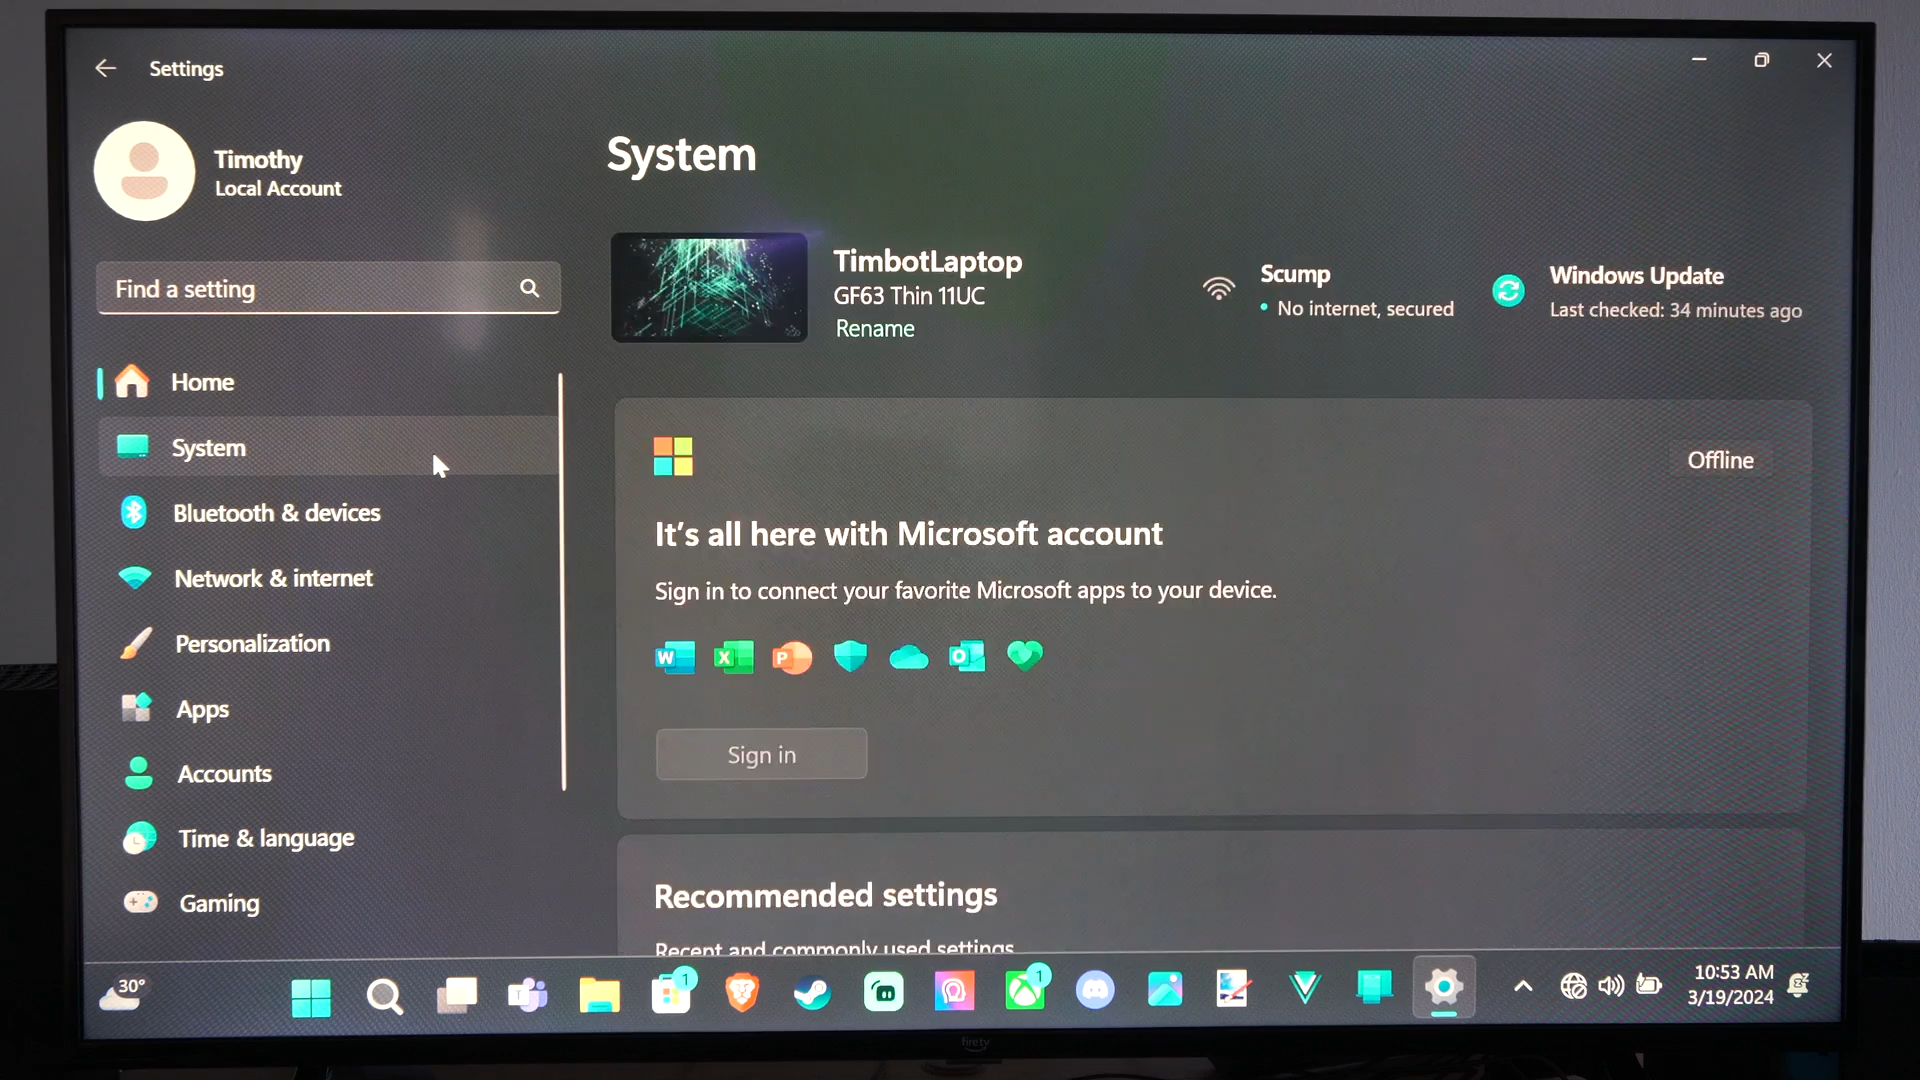 Settings
Timothy
Local Account
Find a setting
Home
System
Bluetooth & devices
Network & internet
Personalization
Apps
Accounts
Time & language
Gaming
System
TimbotLaptop
GF63 Thin 11UC
Rename
Scump
• No internet, secured
Windows Update
Last checked: 34 minutes ago
Offline
It's all here with Microsoft account
Sign in to connect your favorite Microsoft apps to your device.
W X P O
Sign in
Recommended settings
Recent and commonly used settings
30°
1
1
10:53 AM
3/19/2024
firetv